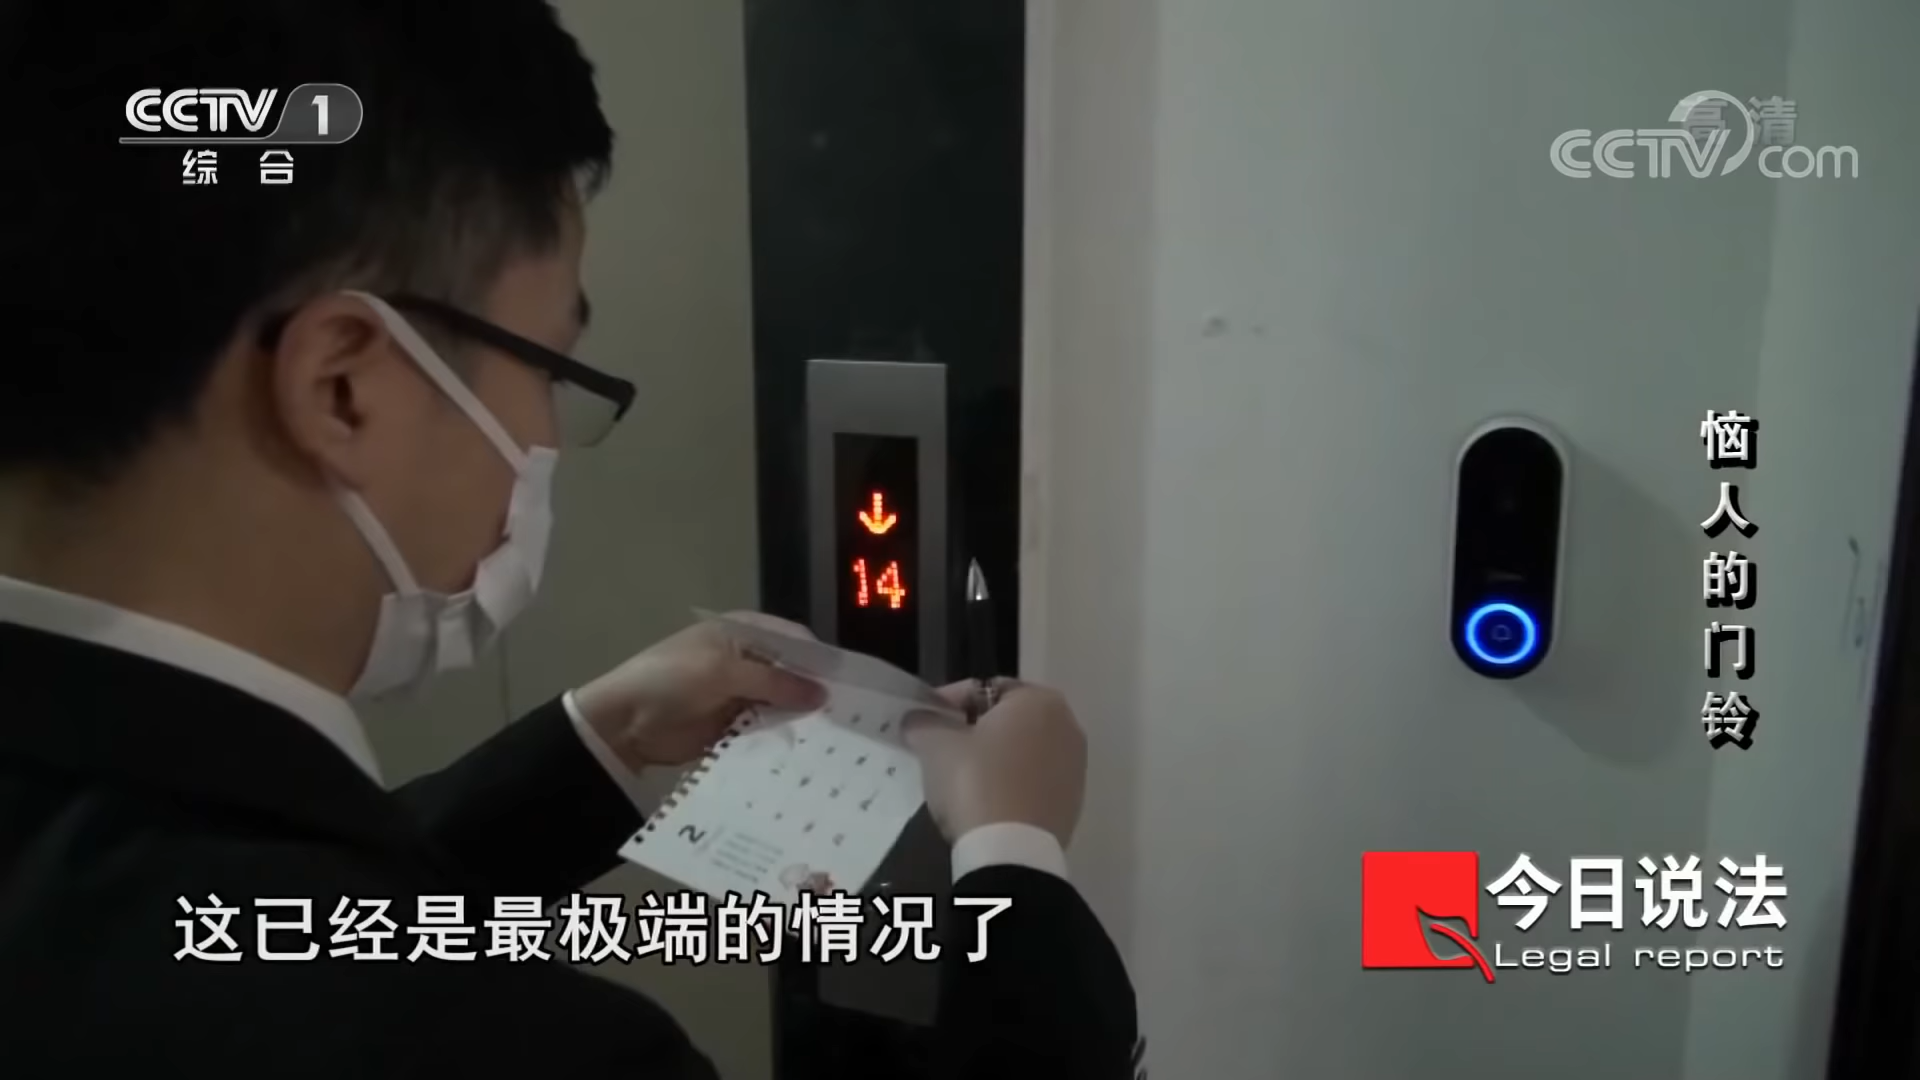 CCTV 1
综 合
高清
CCTV com
14
恼人的门铃
2
这已经是最极端的情况了
今日说法
Legal report